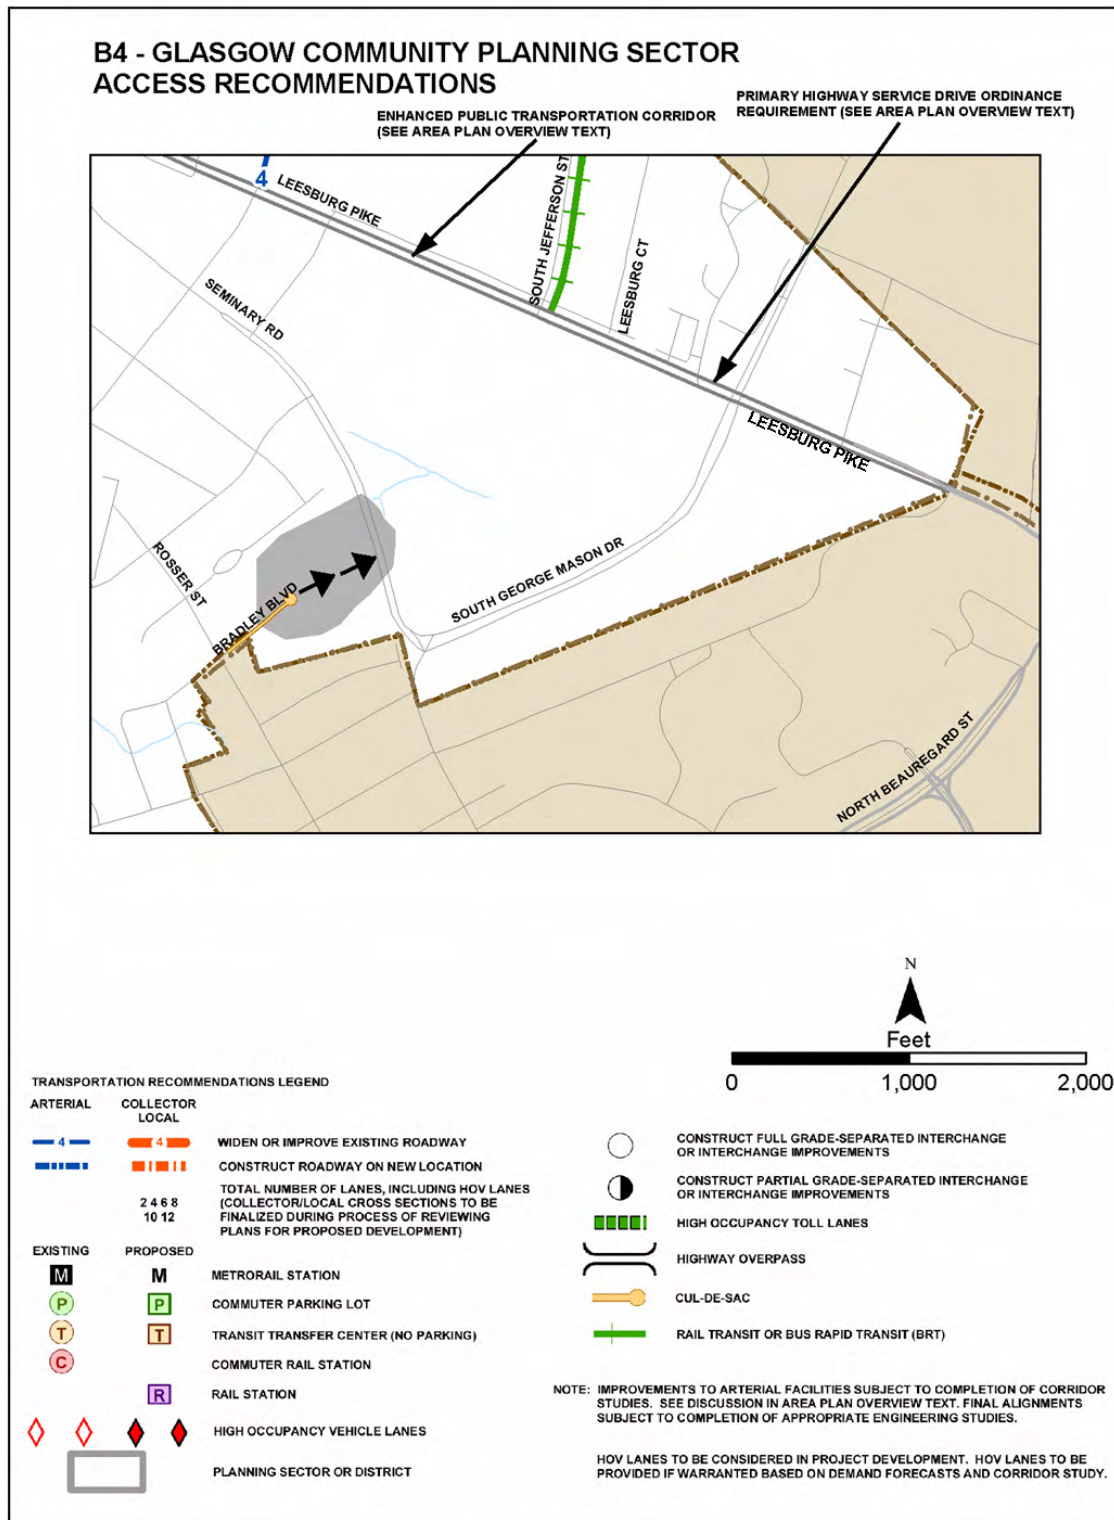 B4 - GLASGOW COMMUNITY PLANNING SECTOR
ACCESS RECOMMENDATIONS
ENHANCED PUBLIC TRANSPORTATION CORRIDOR
(SEE AREA PLAN OVERVIEW TEXT)
PRIMARY HIGHWAY SERVICE DRIVE ORDINANCE
REQUIREMENT (SEE AREA PLAN OVERVIEW TEXT)
4
LEESBURG PIKE
SOUTH JEFFERSON ST
LEESBURG CT
SEMINARY RD
LEESBURG PIKE
ROSSER ST
BRADLEY BLVD
SOUTH GEORGE MASON DR
NORTH BEAUREGARD ST
N
Feet
0 1,000 2,000
TRANSPORTATION RECOMMENDATIONS LEGEND
ARTERIAL
COLLECTOR
LOCAL
4 4 WIDEN OR IMPROVE EXISTING ROADWAY
CONSTRUCT ROADWAY ON NEW LOCATION
2 4 6 8
10 12
TOTAL NUMBER OF LANES, INCLUDING HOV LANES
(COLLECTOR/LOCAL CROSS SECTIONS TO BE
FINALIZED DURING PROCESS OF REVIEWING
PLANS FOR PROPOSED DEVELOPMENT)
EXISTING PROPOSED
M M METRORAIL STATION
P P COMMUTER PARKING LOT
T T TRANSIT TRANSFER CENTER (NO PARKING)
C COMMUTER RAIL STATION
R RAIL STATION
HIGH OCCUPANCY VEHICLE LANES
PLANNING SECTOR OR DISTRICT
CONSTRUCT FULL GRADE-SEPARATED INTERCHANGE
OR INTERCHANGE IMPROVEMENTS
CONSTRUCT PARTIAL GRADE-SEPARATED INTERCHANGE
OR INTERCHANGE IMPROVEMENTS
HIGH OCCUPANCY TOLL LANES
HIGHWAY OVERPASS
CUL-DE-SAC
RAIL TRANSIT OR BUS RAPID TRANSIT (BRT)
NOTE: IMPROVEMENTS TO ARTERIAL FACILITIES SUBJECT TO COMPLETION OF CORRIDOR
STUDIES. SEE DISCUSSION IN AREA PLAN OVERVIEW TEXT. FINAL ALIGNMENTS
SUBJECT TO COMPLETION OF APPROPRIATE ENGINEERING STUDIES.
HOV LANES TO BE CONSIDERED IN PROJECT DEVELOPMENT. HOV LANES TO BE
PROVIDED IF WARRANTED BASED ON DEMAND FORECASTS AND CORRIDOR STUDY.